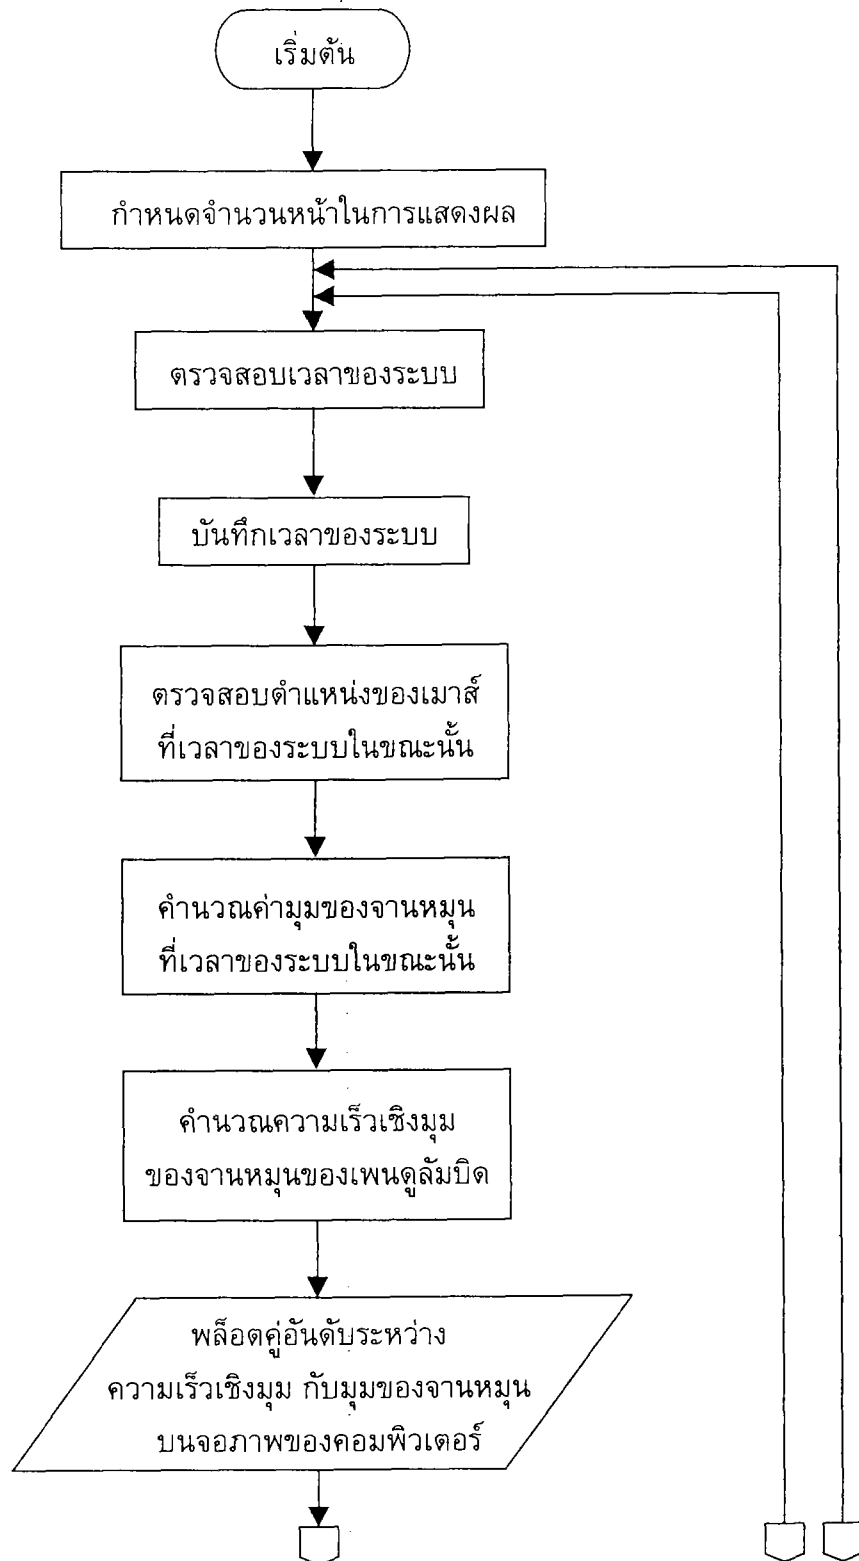 เริ่มต้น
กำหนดจำนวนหน้าในการแสดงผล
ตรวจสอบเวลาของระบบ
บันทึกเวลาของระบบ
ตรวจสอบตำแหน่งของเมาส์
ที่เวลาของระบบในขณะนั้น
คำนวณค่ามุมของจานหมุน
ที่เวลาของระบบในขณะนั้น
คำนวณความเร็วเชิงมุม
ของจานหมุนของเพนดูลัมบิด
พล็อตคู่อันดับระหว่าง
ความเร็วเชิงมุม กับมุมของจานหมุน
บนจอภาพของคอมพิวเตอร์